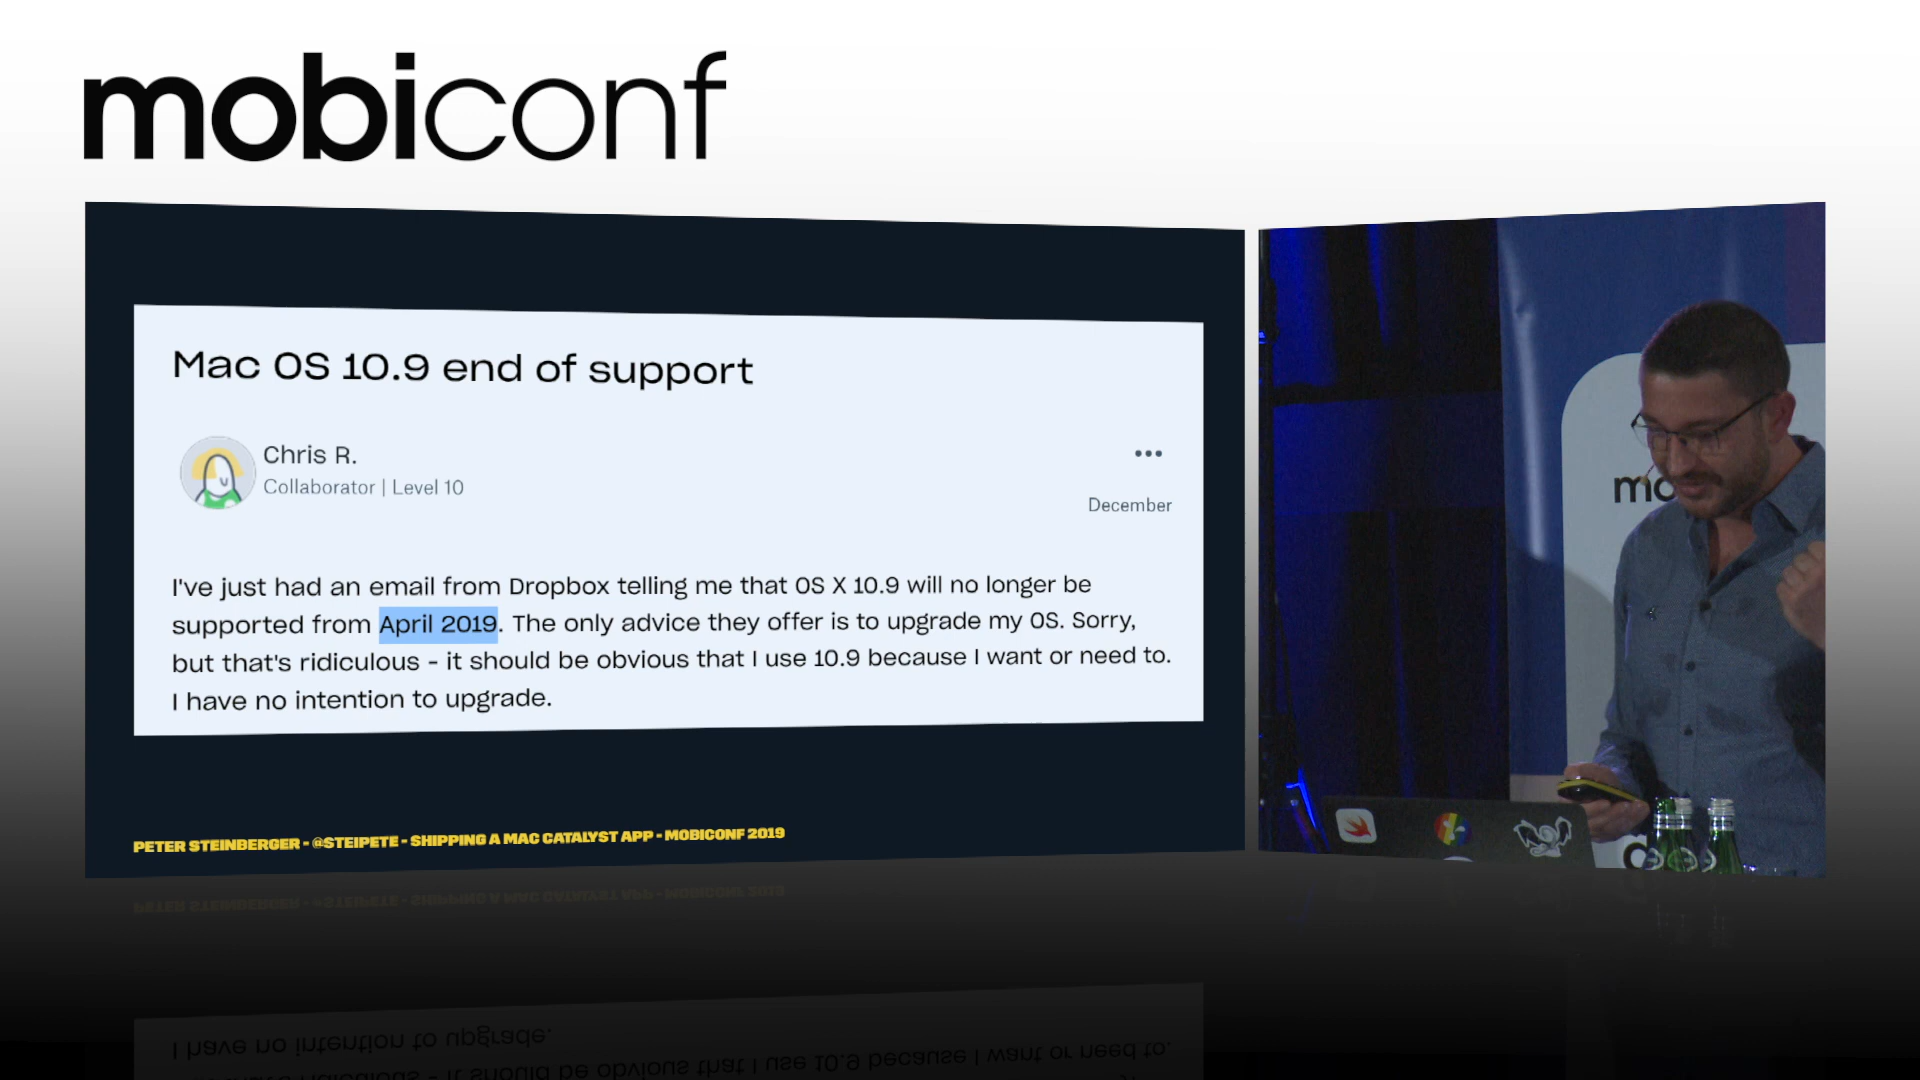 mobiconf
Mac OS 10.9 end of support
Chris R.
Collaborator | Level 10
•••
December
I've just had an email from Dropbox telling me that OS X 10.9 will no longer be
supported from April 2019. The only advice they offer is to upgrade my OS. Sorry,
but that's ridiculous - it should be obvious that I use 10.9 because I want or need to.
I have no intention to upgrade.
PETER STEINBERGER - @STEIPETE - SHIPPING A MAC CATALYST APP - MOBICONF 2019